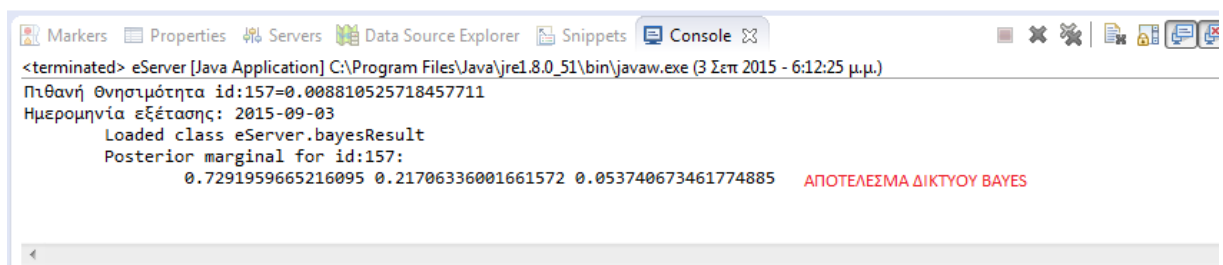 Markers Properties Servers Data Source Explorer Snippets Console
<terminated> eServer [Java Application] C:\Program Files\Java\jre1.8.0_51\bin\javaw.exe (3 Σεπ 2015 - 6:12:25 μ.μ.)
Πιθανή Θνησιμότητα id:157=0.008810525718457711
Ημερομηνία εξέτασης: 2015-09-03
Loaded class eServer.bayesResult
Posterior marginal for id:157:
0.7291959665216095 0.21706336001661572 0.053740673461774885 ΑΠΟΤΕΛΕΣΜΑ ΔΙΚΤΥΟΥ BAYES